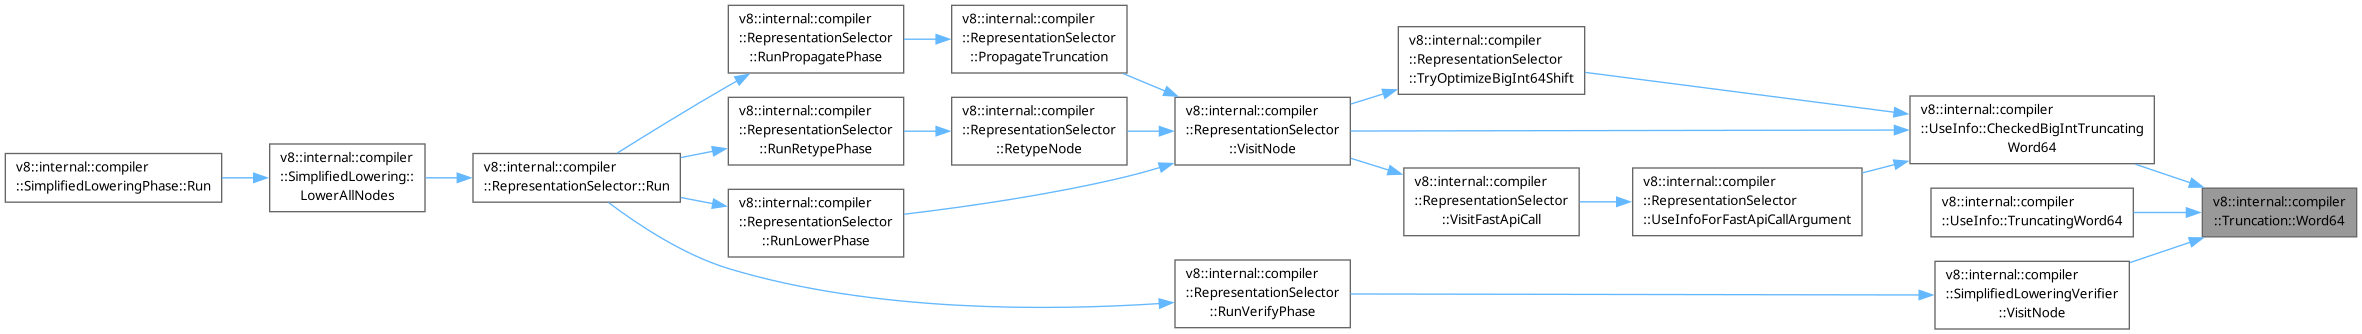 v8::internal::compiler
::SimplifiedLoweringPhase::Run
v8::internal::compiler
::SimplifiedLowering::
LowerAllNodes
v8::internal::compiler
::RepresentationSelector::Run
v8::internal::compiler
::RepresentationSelector
::RunPropagatePhase
v8::internal::compiler
::RepresentationSelector
::RunRetypePhase
v8::internal::compiler
::RepresentationSelector
::RunLowerPhase
v8::internal::compiler
::RepresentationSelector
::PropagateTruncation
v8::internal::compiler
::RepresentationSelector
::RetypeNode
v8::internal::compiler
::RepresentationSelector
::VisitNode
v8::internal::compiler
::RepresentationSelector
::RunVerifyPhase
v8::internal::compiler
::RepresentationSelector
::TryOptimizeBigInt64Shift
v8::internal::compiler
::RepresentationSelector
::VisitFastApiCall
v8::internal::compiler
::RepresentationSelector
::UseInfoForFastApiCallArgument
v8::internal::compiler
::UseInfo::CheckedBigIntTruncating
Word64
v8::internal::compiler
::UseInfo::TruncatingWord64
v8::internal::compiler
::SimplifiedLoweringVerifier
::VisitNode
v8::internal::compiler
::Truncation::Word64